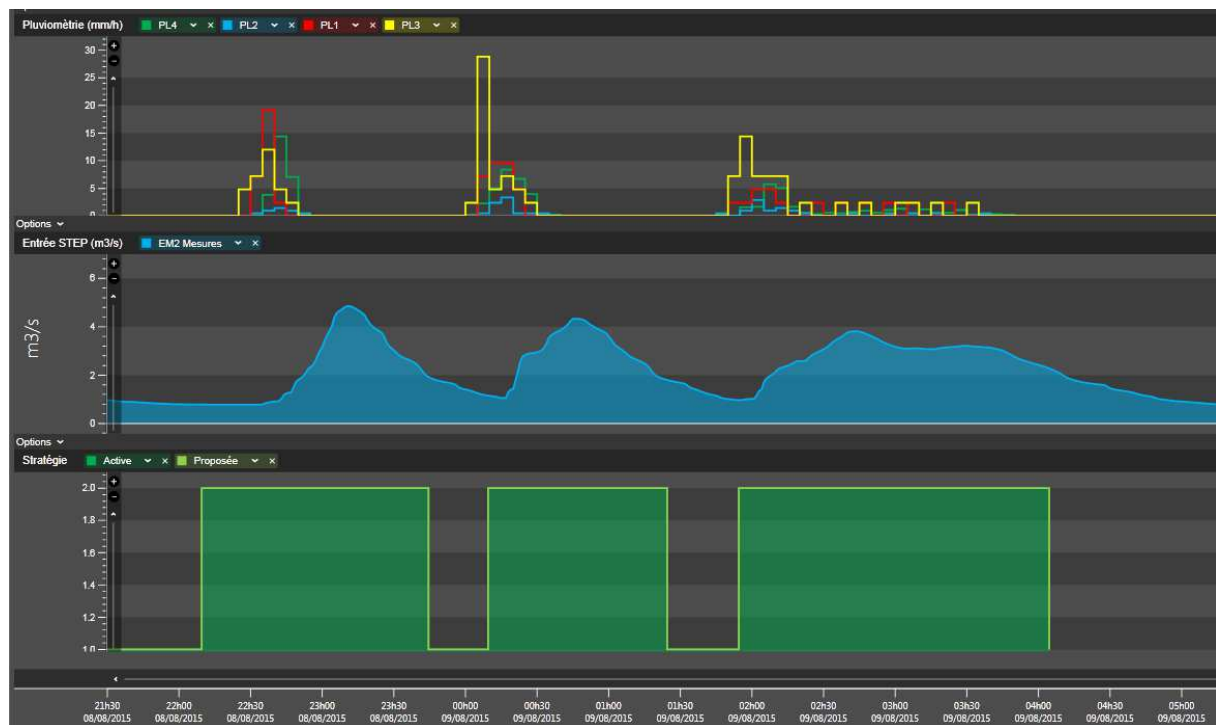 Pluviomètrie (mm/h) PL4 PL2 PL1 PL3
30
25
20
15
10
5
0
Options
Entrée STEP (m3/s) EM2 Mesures
6
4
2
0
m3/s
Options
Stratégie Active Proposée
2.0
1.8
1.6
1.4
1.2
1.0
21h30 22h00 22h30 23h00 23h30 00h00 00h30 01h00 01h30 02h00 02h30 03h00 03h30 04h00 04h30 05h00
08/08/2015 08/08/2015 08/08/2015 08/08/2015 08/08/2015 09/08/2015 09/08/2015 09/08/2015 09/08/2015 09/08/2015 09/08/2015 09/08/2015 09/08/2015 09/08/2015 09/08/2015 09/08/2015